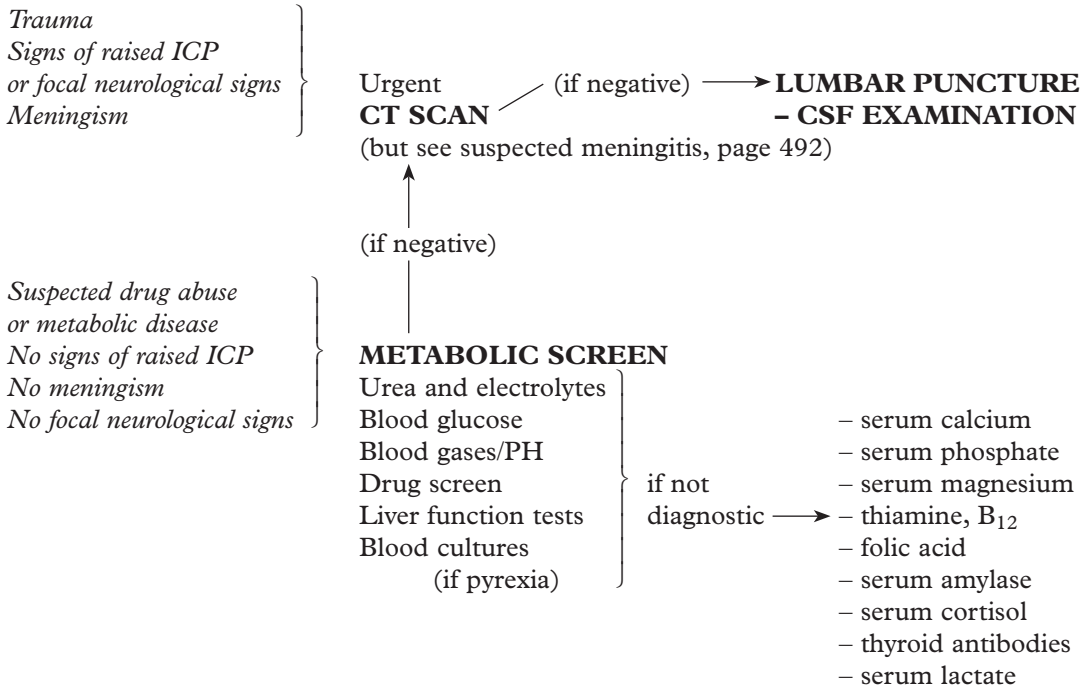 Trauma
Signs of raised ICP
or focal neurological signs
Meningism
Urgent
CT SCAN
(if negative)
LUMBAR PUNCTURE
– CSF EXAMINATION
(but see suspected meningitis, page 492)
(if negative)
Suspected drug abuse
or metabolic disease
No signs of raised ICP
No meningism
No focal neurological signs
METABOLIC SCREEN
Urea and electrolytes
Blood glucose
Blood gases/PH
Drug screen
Liver function tests
Blood cultures
(if pyrexia)
if not
diagnostic
– serum calcium
– serum phosphate
– serum magnesium
– thiamine, B₁₂
– folic acid
– serum amylase
– serum cortisol
– thyroid antibodies
– serum lactate